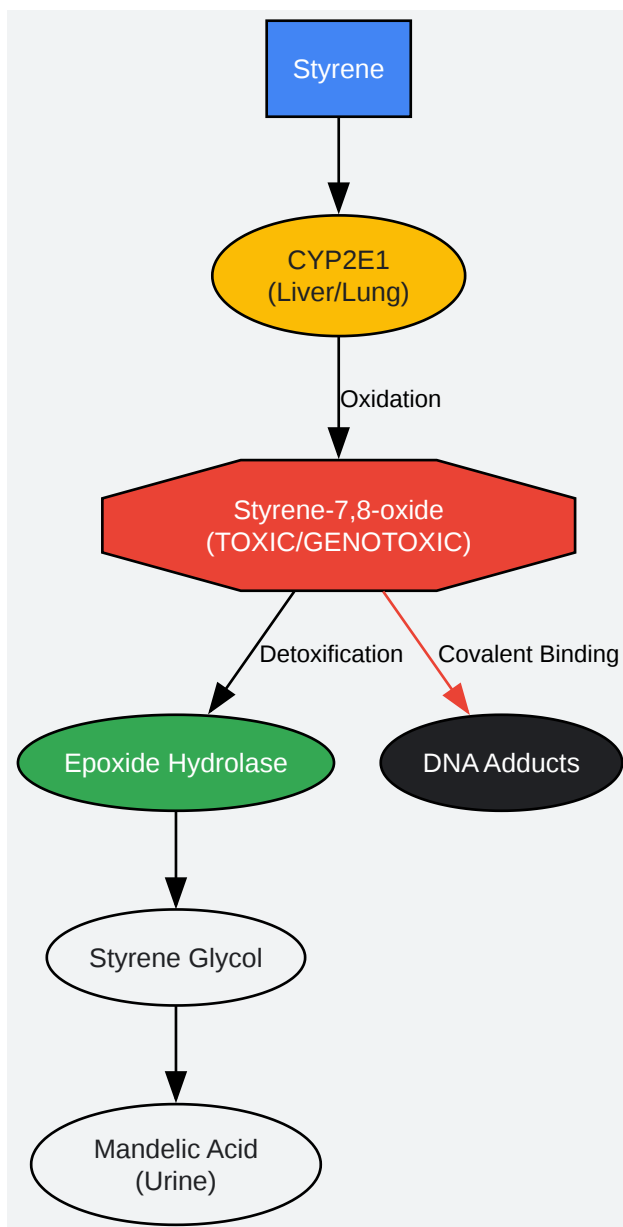 Styrene
CYP2E1
(Liver/Lung)
Oxidation
Styrene-7,8-oxide
(TOXIC/GENOTOXIC)
Detoxification
Covalent Binding
Epoxide Hydrolase
DNA Adducts
Styrene Glycol
Mandelic Acid
(Urine)